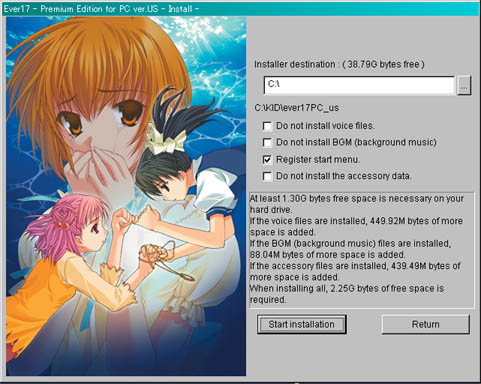 Ever17 - Premium Edition for PC ver.US - Install -
Installer destination : ( 38.79G bytes free )
C:\
...
C:\KID\ever17PC_us
Do not install voice files.
Do not install BGM (background music)
Register start menu.
Do not install the accessory data.
At least 1.30G bytes free space is necessary on your
hard drive.
If the voice files are installed, 449.92M bytes of more
space is added.
If the BGM (background music) files are installed,
88.04M bytes of more space is added.
If the accessory files are installed, 439.49M bytes of
more space is added.
When installing all, 2.25G bytes of free space is
required.
Start installation
Return